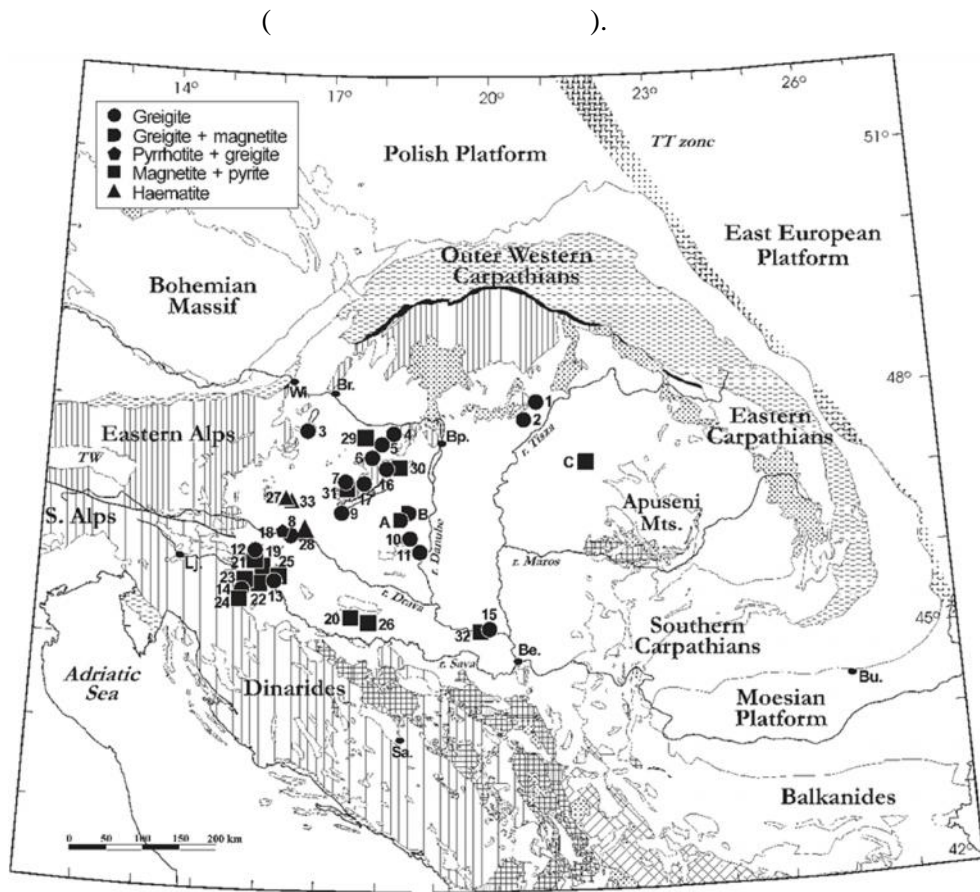 ( ).
14° 17° 20° 23° 26°
Greigite
Greigite + magnetite
Pyrrhotite + greigite
Magnetite + pyrite
Haematite
51°
TT zonc
Polish Platform
East European
Platform
Outer Western
Carpathians
Bohemian
Massif
48°
Wi. Br.
1
2
3
29 4
5
6
Bp.
r. Tisza
Eastern
Carpathians
Eastern Alps
TW
30
7
16
31 17
C
27 33
9
B
A
Apuseni
Mts.
S. Alps
8
18
28
10
11
r. Danube
r. Maros
Lj.
12 19
21 25
23
14 13
22
24
r. Drava
20 26
15
32
45°
Southern
Carpathians
Be.
r. Sava
Adriatic
Sea
Dinarides
Bu.
Moesian
Platform
Sa.
Balkanides
0 50 100 150 200 km
42°